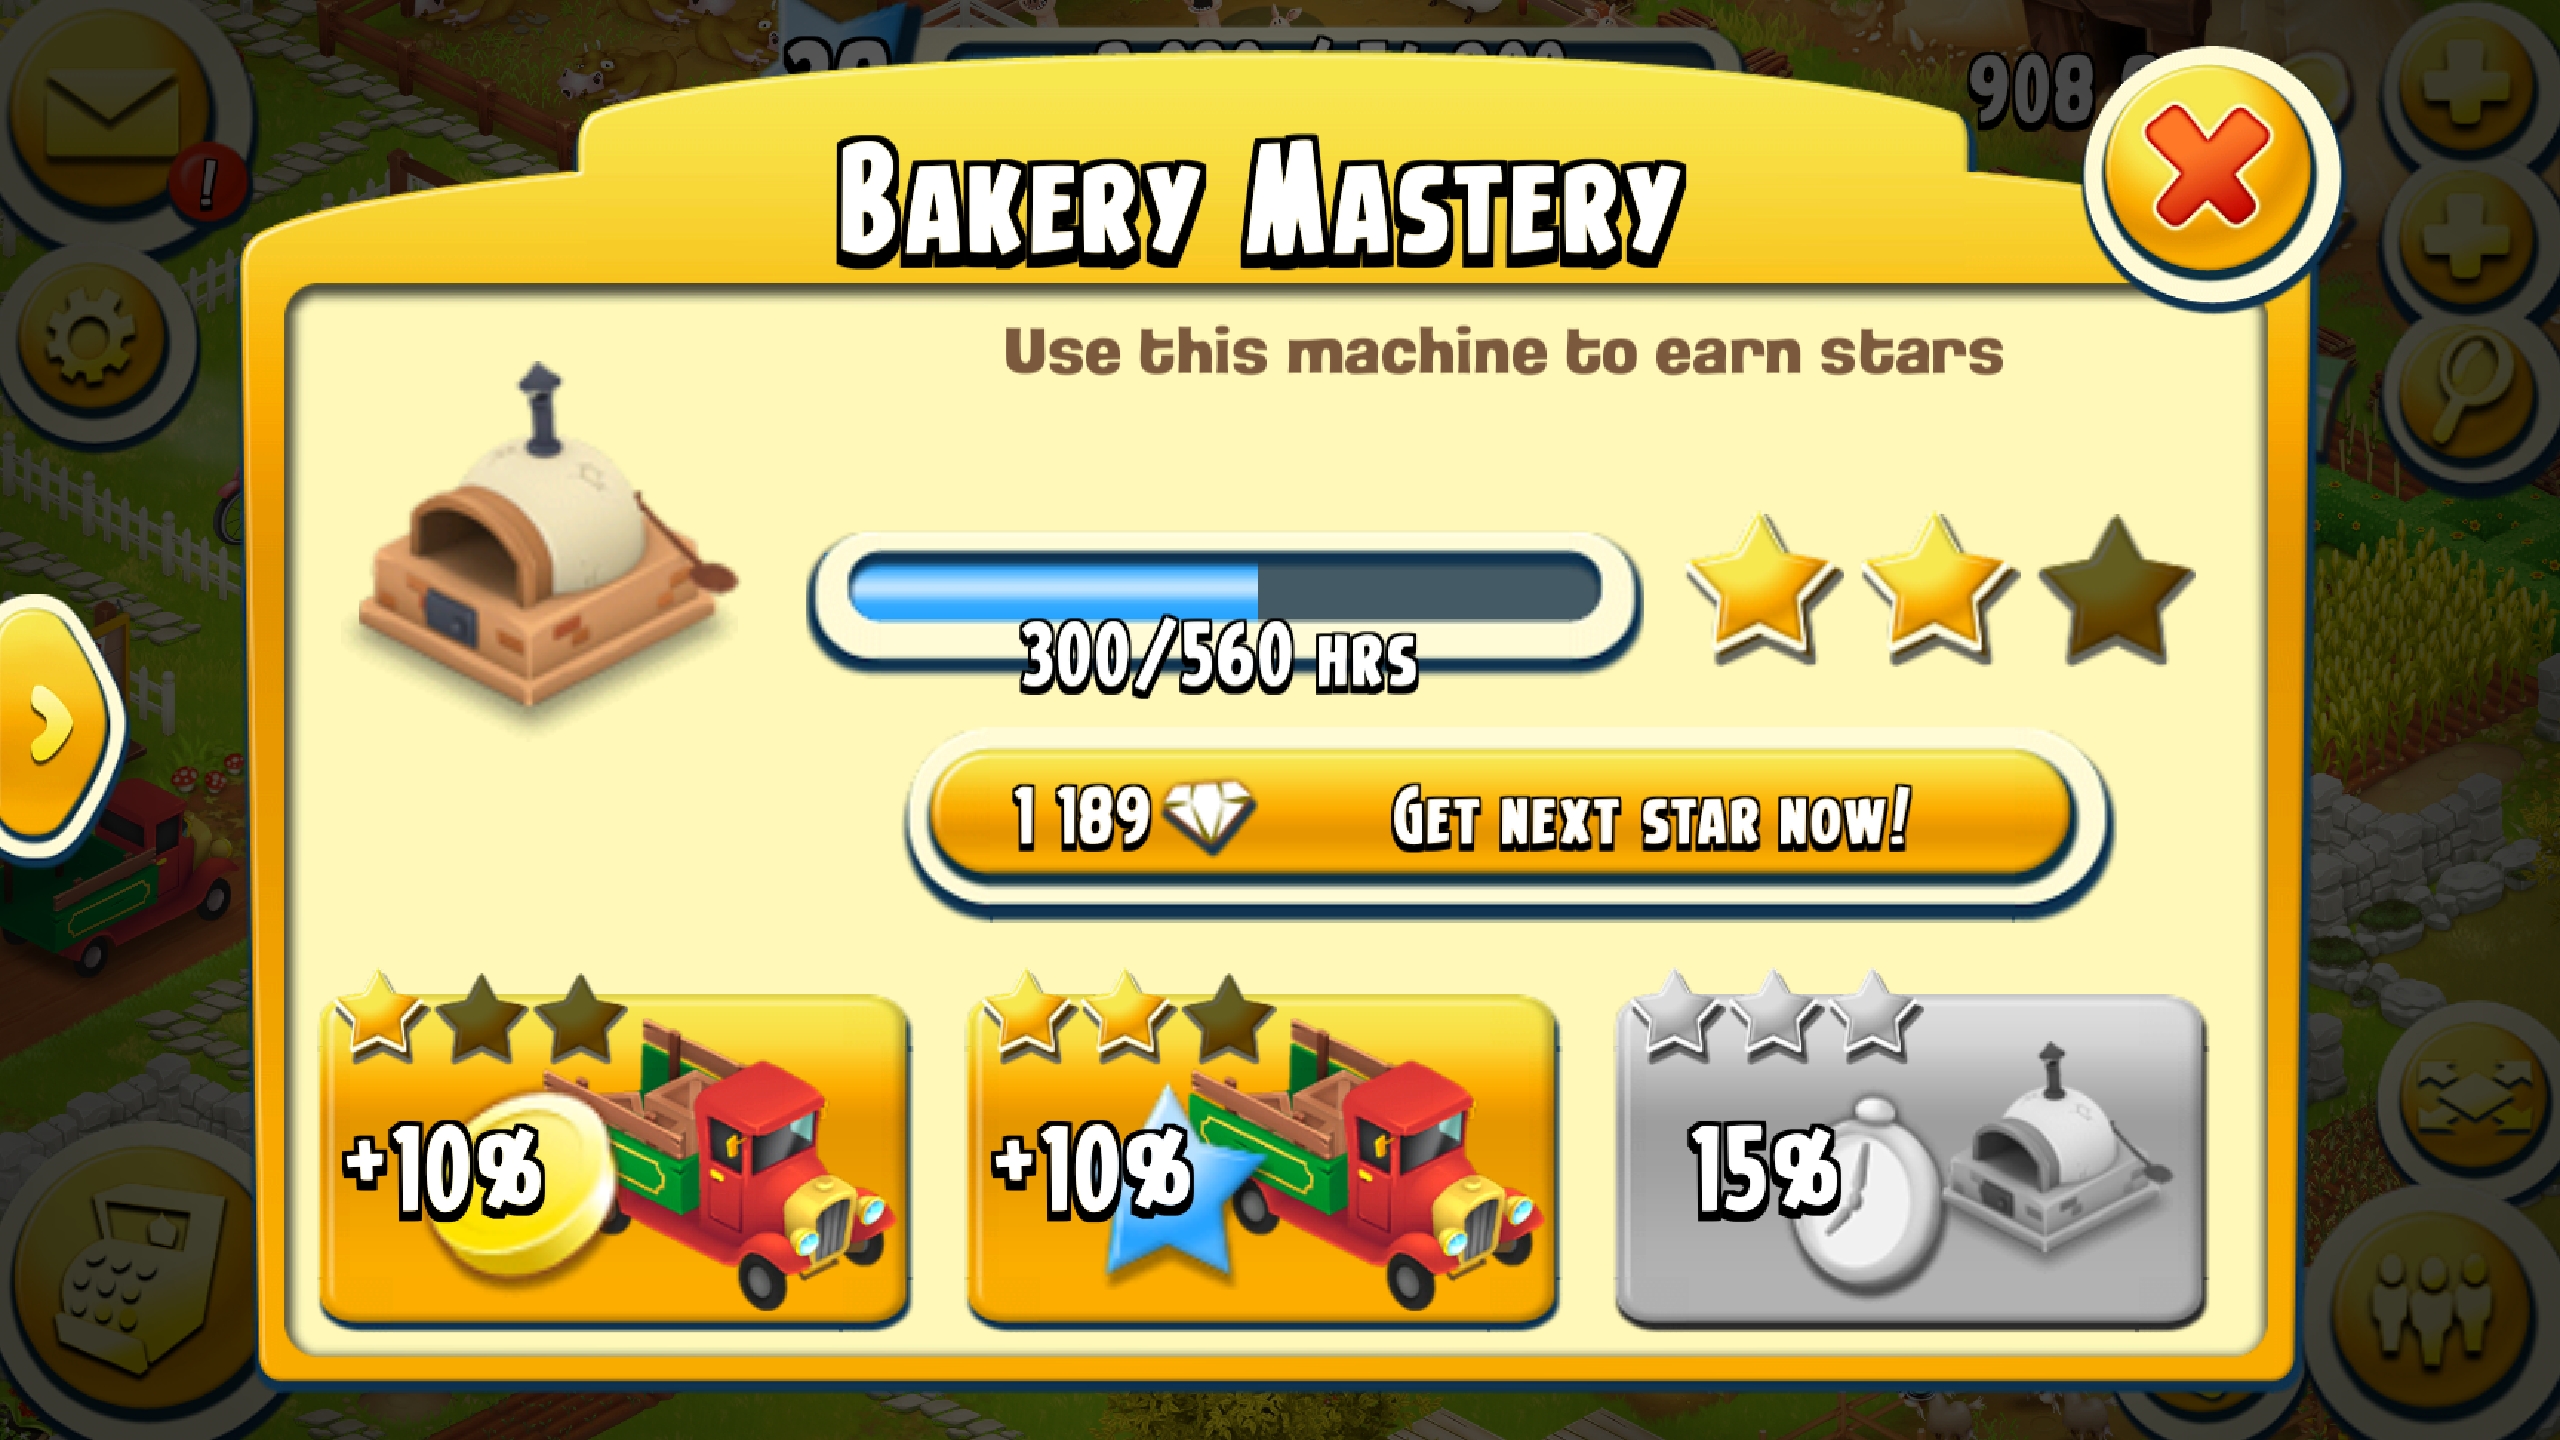 908
Bakery Mastery
Use this machine to earn stars
300/560 hrs
1 189 Get next star now!
+10%
+10%
15%